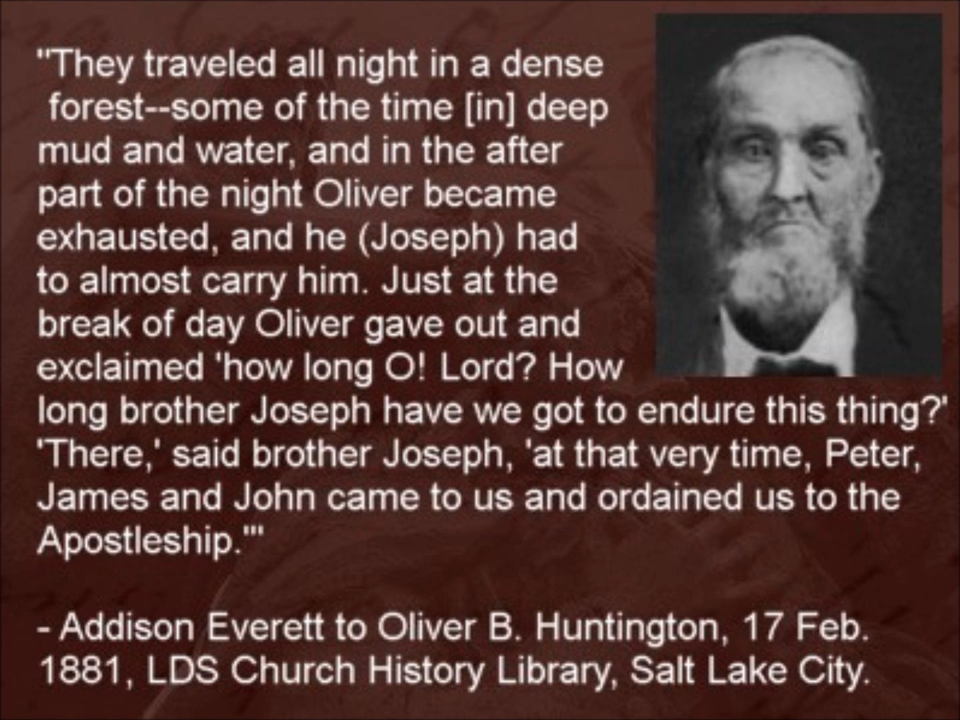 "They traveled all night in a dense
forest--some of the time [in] deep
mud and water, and in the after
part of the night Oliver became
exhausted, and he (Joseph) had
to almost carry him. Just at the
break of day Oliver gave out and
exclaimed 'how long O! Lord? How
long brother Joseph have we got to endure this thing?'
'There,' said brother Joseph, 'at that very time, Peter,
James and John came to us and ordained us to the
Apostleship.'"
- Addison Everett to Oliver B. Huntington, 17 Feb.
1881, LDS Church History Library, Salt Lake City.